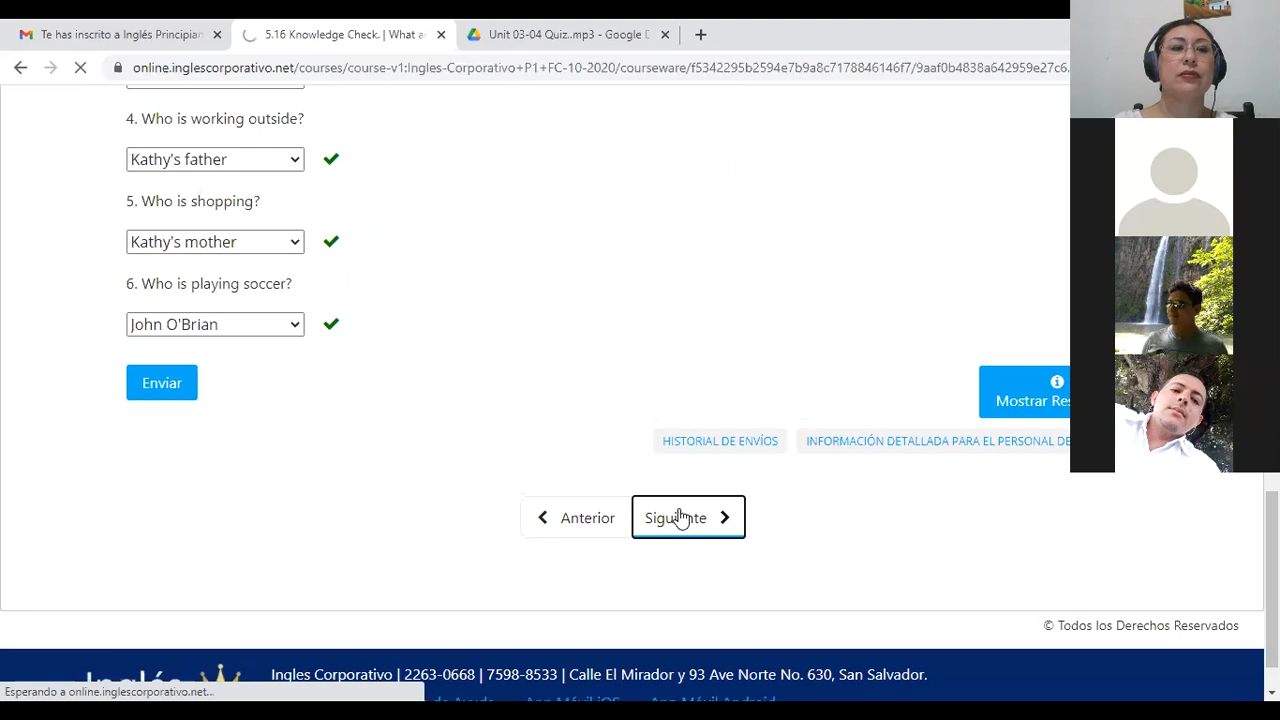 Te has inscrito a Inglés Principian
5.16 Knowledge Check. | What a
Unit 03-04 Quiz..mp3 - Google D
online.inglescorporativo.net/courses/course-v1:Ingles-Corporativo+P1+FC-10-2020/courseware/f5342295b2594e7b9a8c7178846146f7/9aaf0b4838a642959e27c6.
4. Who is working outside?
Kathy's father
5. Who is shopping?
Kathy's mother
6. Who is playing soccer?
John O'Brian
Enviar
Mostrar Res
HISTORIAL DE ENVÍOS
INFORMACIÓN DETALLADA PARA EL PERSONAL DE
Anterior
Siguiente
© Todos los Derechos Reservados
Inglés
Ingles Corporativo | 2263-0668 | 7598-8533 | Calle El Mirador y 93 Ave Norte No. 630, San Salvador.
Esperando a online.inglescorporativo.net...